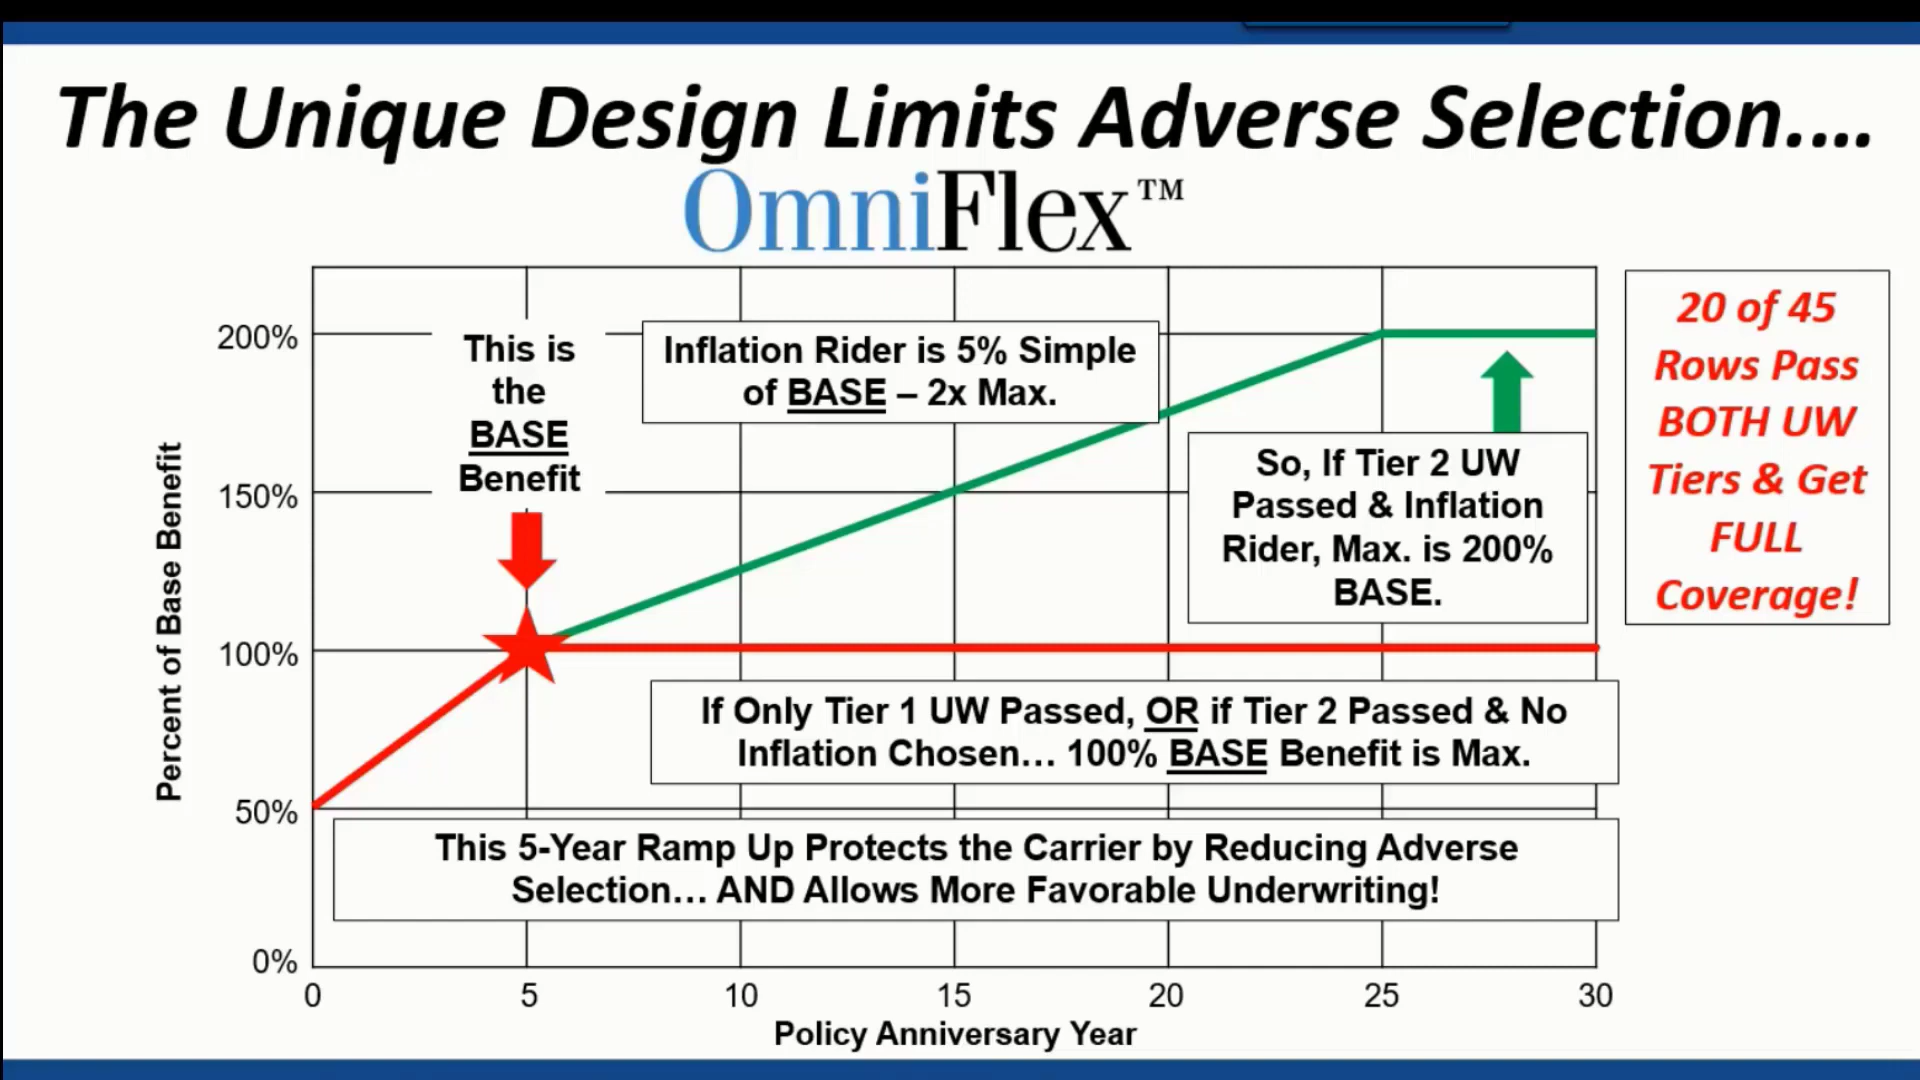 The Unique Design Limits Adverse Selection....
OmniFlex™
Percent of Base Benefit
200%
150%
100%
50%
0%
This is
the
BASE
Benefit
Inflation Rider is 5% Simple
of BASE – 2x Max.
So, If Tier 2 UW
Passed & Inflation
Rider, Max. is 200%
BASE.
If Only Tier 1 UW Passed, OR if Tier 2 Passed & No
Inflation Chosen... 100% BASE Benefit is Max.
This 5-Year Ramp Up Protects the Carrier by Reducing Adverse
Selection... AND Allows More Favorable Underwriting!
0 5 10 15 20 25 30
Policy Anniversary Year
20 of 45
Rows Pass
BOTH UW
Tiers & Get
FULL
Coverage!